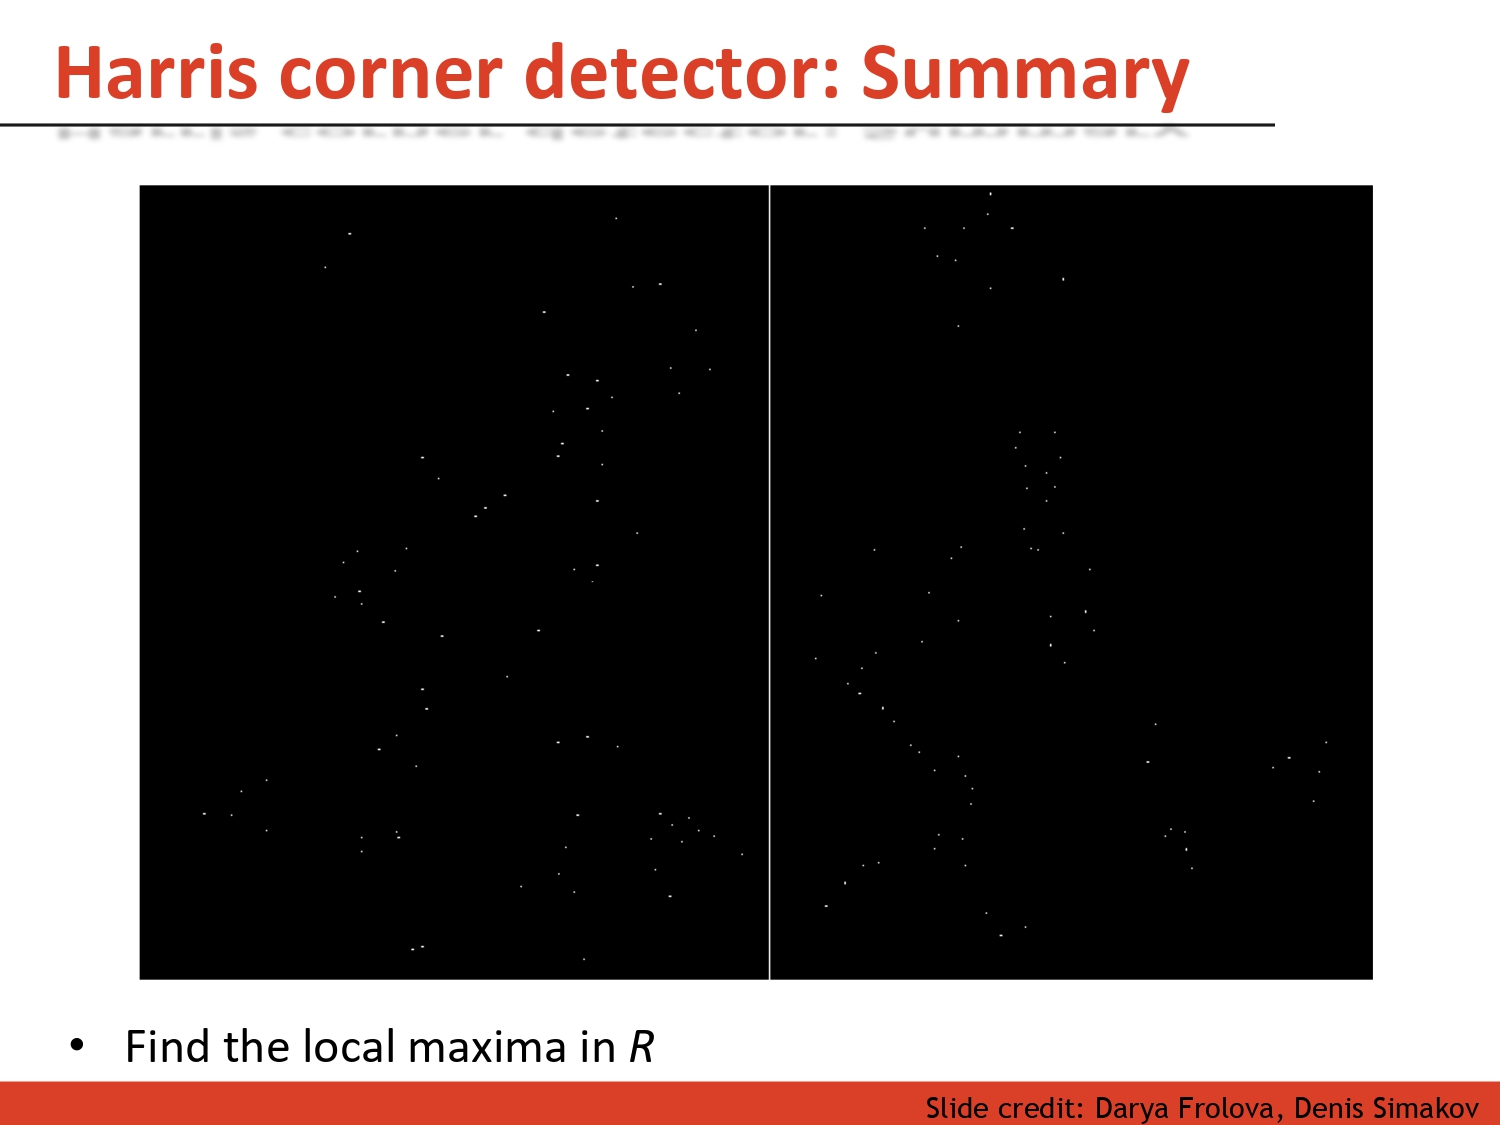 Harris corner detector: Summary
• Find the local maxima in R
Slide credit: Darya Frolova, Denis Simakov